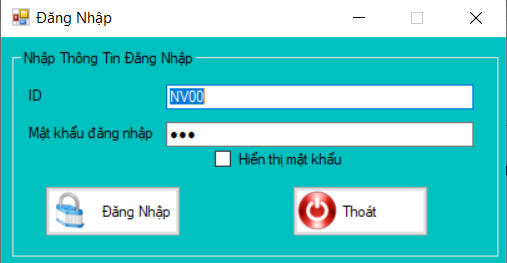 Đăng Nhập
Nhập Thông Tin Đăng Nhập
ID
NV00
Mật khẩu đăng nhập
●●●
Hiển thị mật khẩu
Đăng Nhập
Thoát